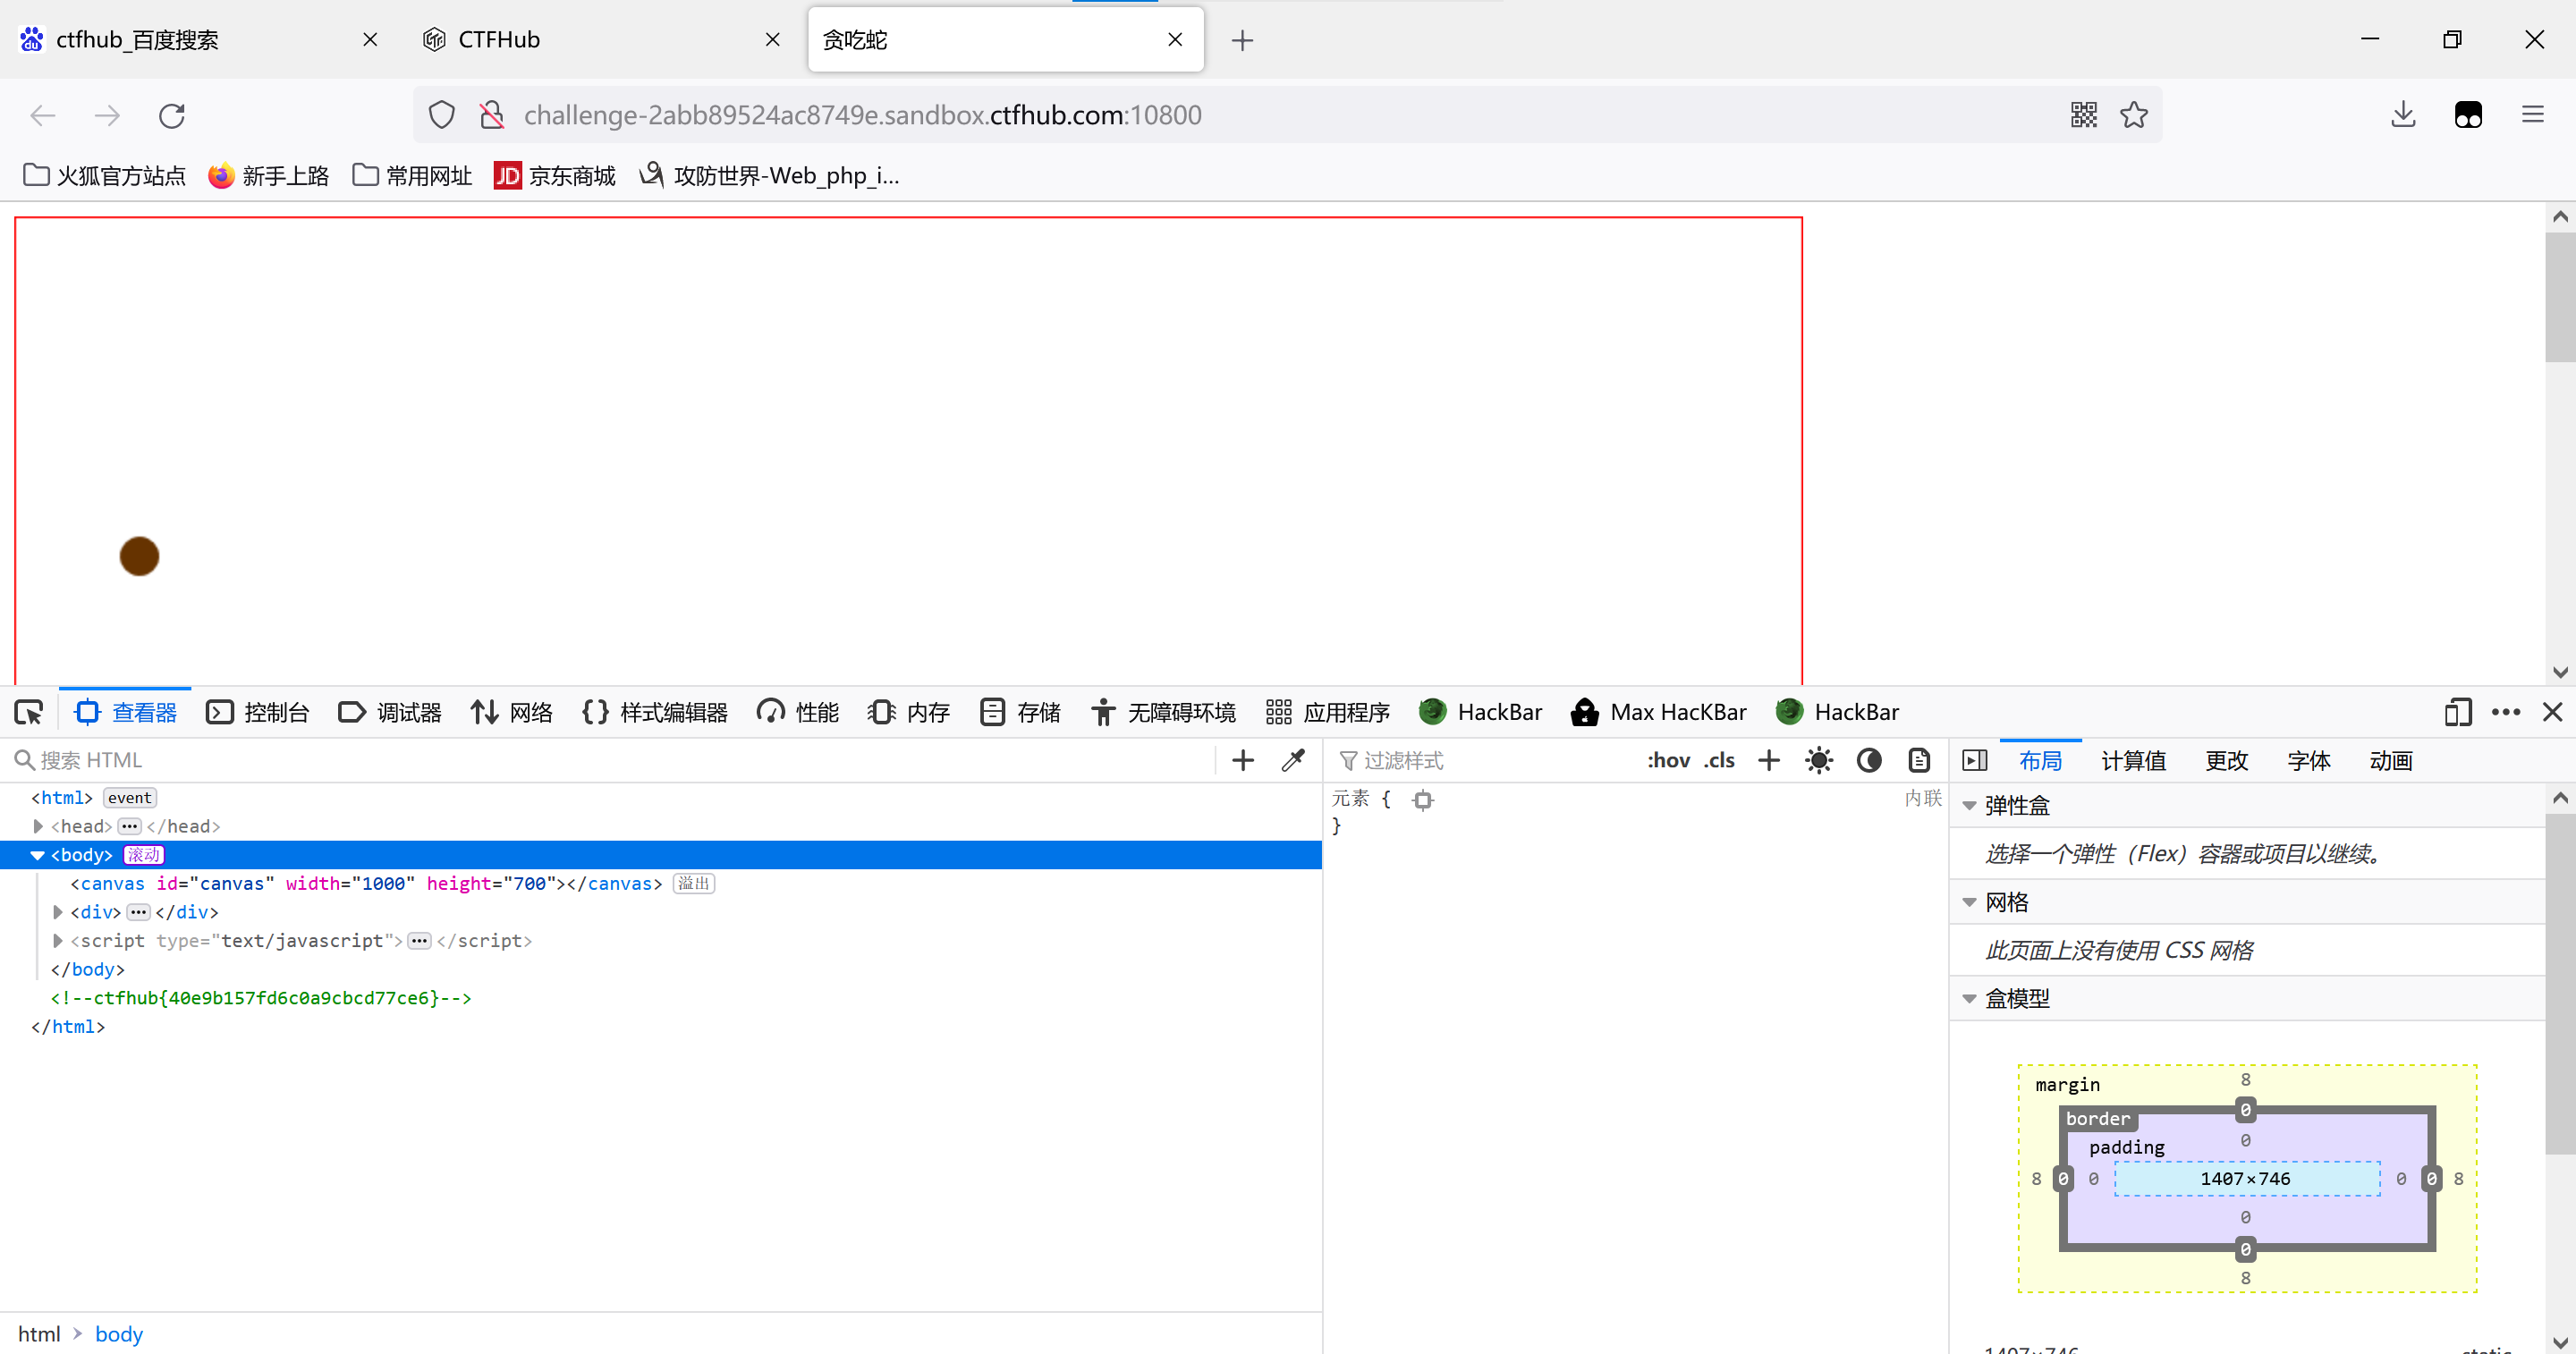 ctfhub_百度搜索
CTFHub
贪吃蛇
challenge-2abb89524ac8749e.sandbox.ctfhub.com:10800
火狐官方站点 新手上路 常用网址 JD 京东商城 攻防世界-Web_php_i...
查看器 控制台 调试器 网络 {} 样式编辑器 性能 内存 存储 无障碍环境 应用程序 HackBar Max HacKBar HackBar
搜索 HTML
<html> event
<head> ... </head>
<body> 滚动
<canvas id="canvas" width="1000" height="700"></canvas> 溢出
<div> ... </div>
<script type="text/javascript"> ... </script>
</body>
<!--ctfhub{40e9b157fd6c0a9cbcd77ce6}-->
</html>
html > body
过滤样式 :hov .cls
元素 { 内联
}
布局 计算值 更改 字体 动画
弹性盒
选择一个弹性（Flex）容器或项目以继续。
网格
此页面上没有使用 CSS 网格
盒模型
margin 8
border 0
padding 0
8 0 0 1407×746 0 0 8
0
0
8